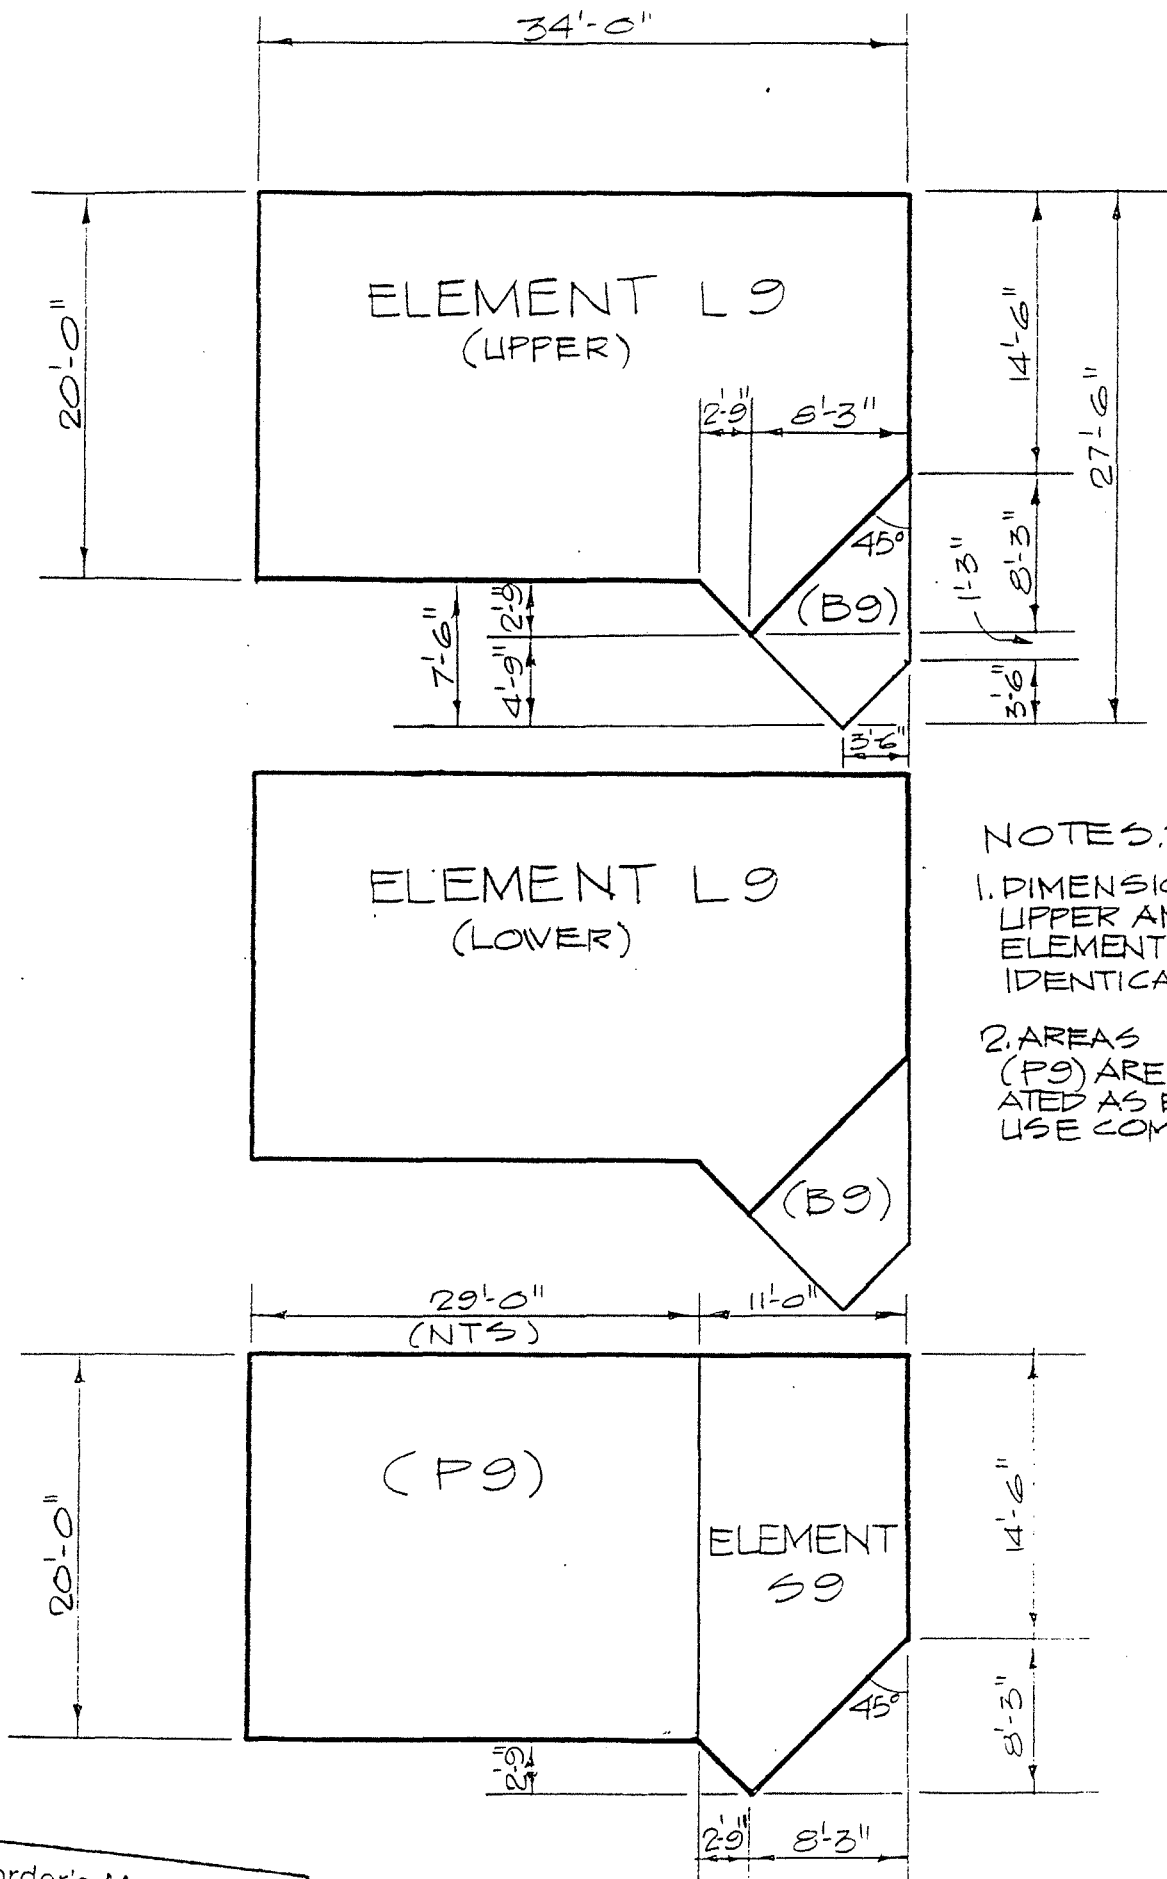 34'-0"
ELEMENT L9
(UPPER)
20'-0"
14'-6"
27'-6"
2'-9"
8'-3"
45°
(B9)
8'-3"
1'-3"
2'-9"
7'-6"
4'-9"
3'-6"
3'-6"
ELEMENT L9
(LOWER)
NOTES:
1. DIMENSIO
UPPER AN
ELEMENT
IDENTICA
2. AREAS
(P9) ARE
ATED AS E
USE COM
(B9)
29'-0"
11'-0"
(NTS)
(P9)
20'-0"
14'-6"
ELEMENT
S9
45°
8'-3"
2'-9"
2'-9"
8'-3"